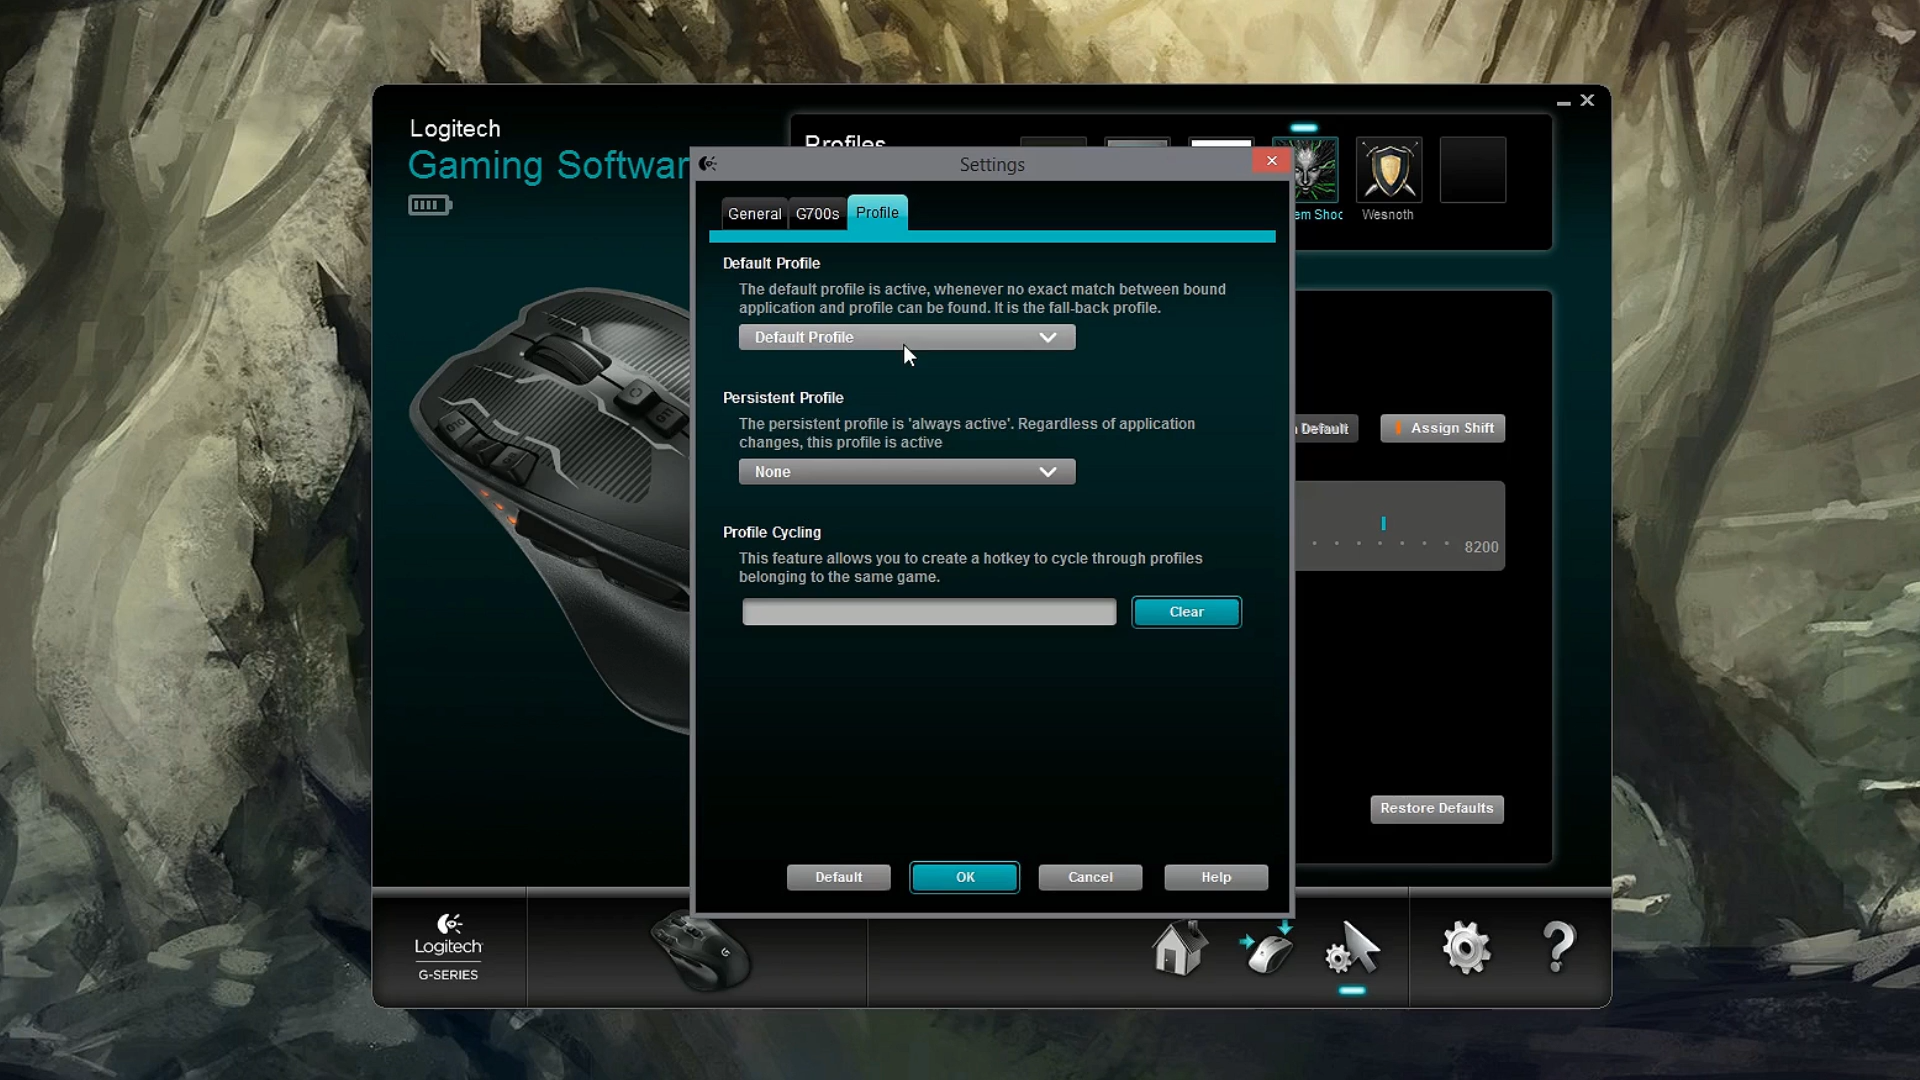 Logitech
Gaming Softwar
Profiles
Settings
em Shoc
Wesnoth
General
G700s
Profile
Default Profile
The default profile is active, whenever no exact match between bound
application and profile can be found. It is the fall-back profile.
Default Profile
Persistent Profile
The persistent profile is 'always active'. Regardless of application
changes, this profile is active
None
Default
Assign Shift
Profile Cycling
This feature allows you to create a hotkey to cycle through profiles
belonging to the same game.
8200
Clear
Restore Defaults
Default
OK
Cancel
Help
Logitech
G-SERIES
?